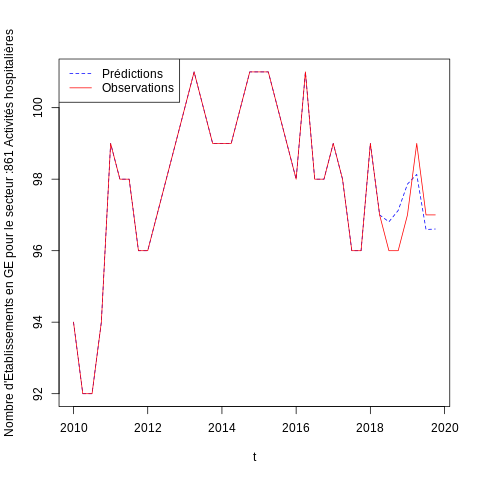 Nombre d'Etablissements en GE pour le secteur :861 Activités hospitalières
Prédictions
Observations
100
98
96
94
92
2010 2012 2014 2016 2018 2020
t